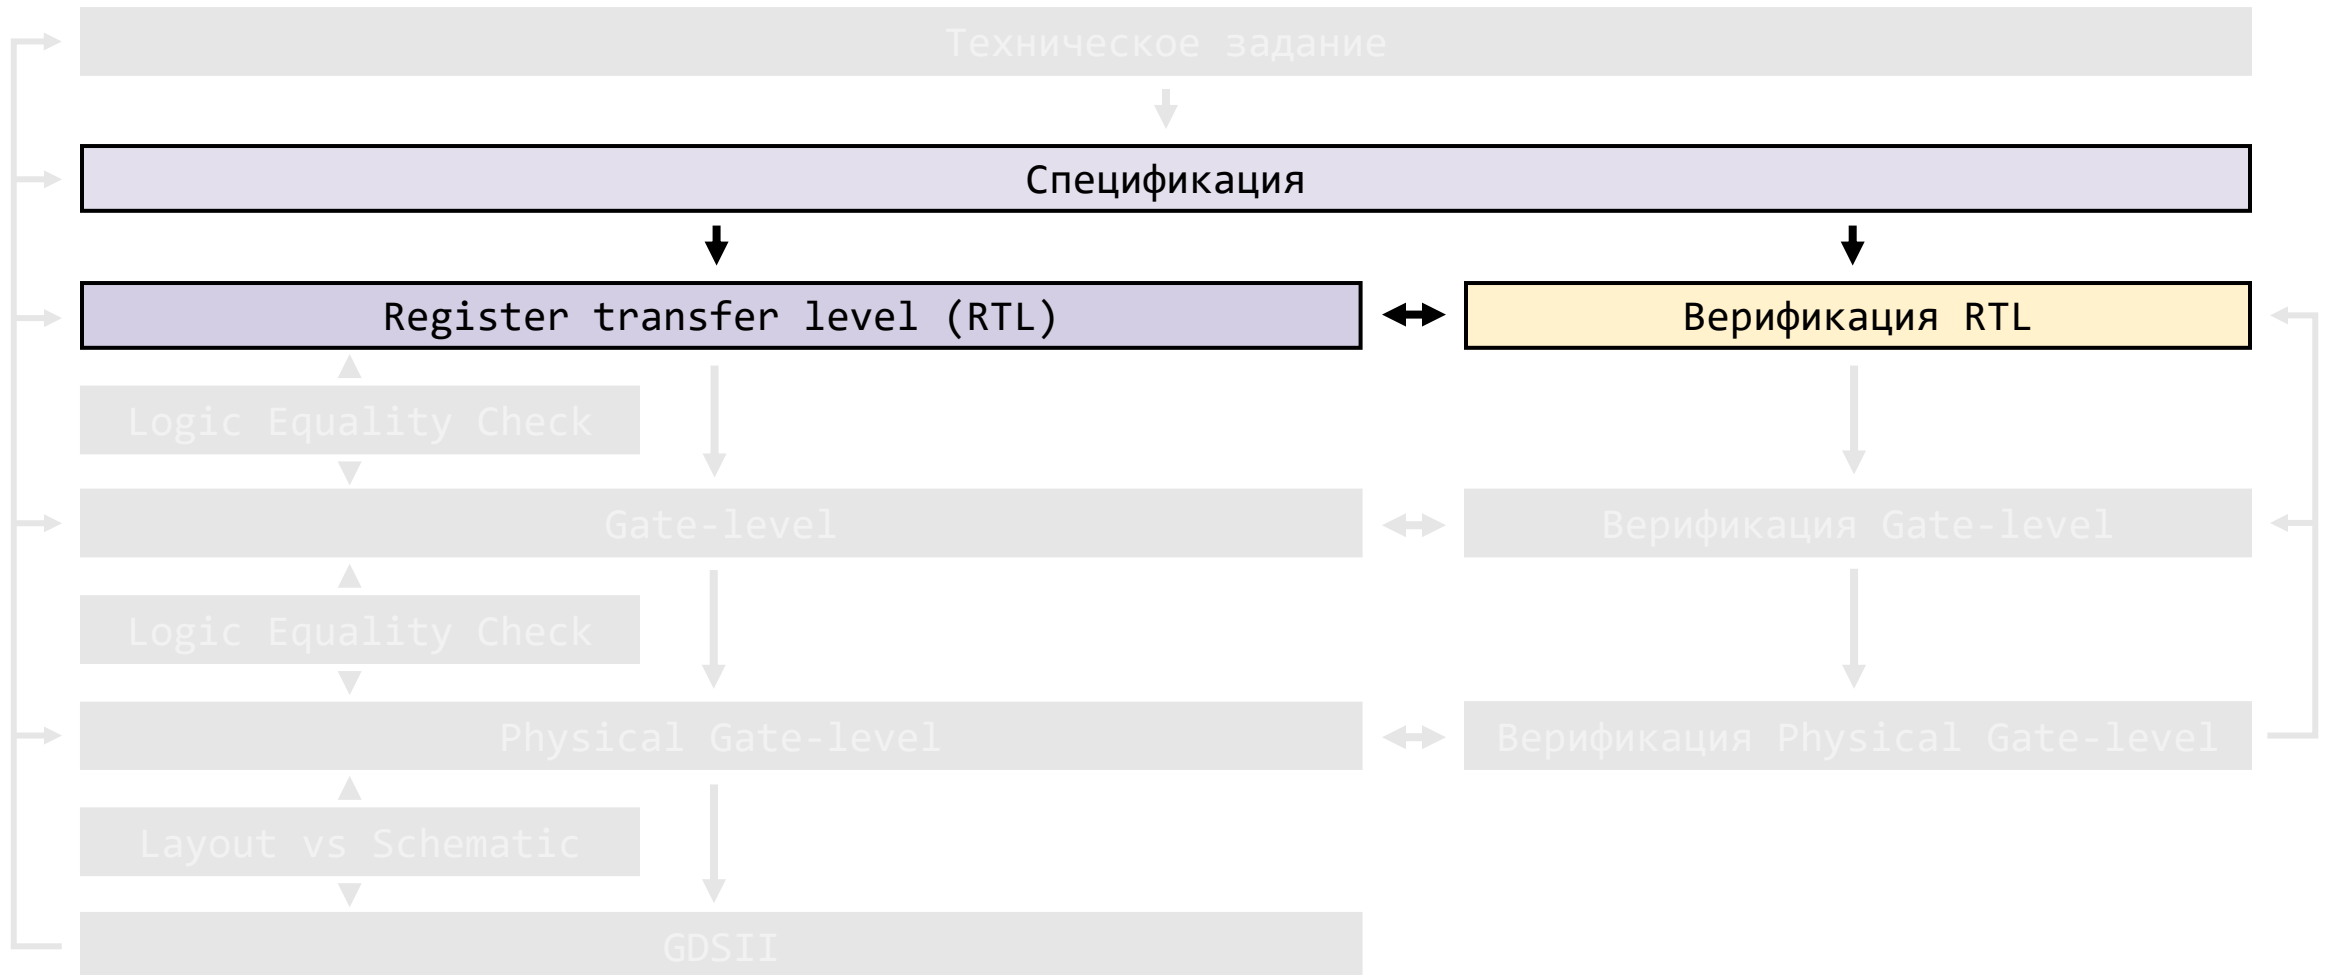 Техническое задание
Спецификация
Register transfer level (RTL)
Верификация RTL
Logic Equality Check
Gate-level
Верификация Gate-level
Logic Equality Check
Physical Gate-level
Верификация Physical Gate-level
Layout vs Schematic
GDSII